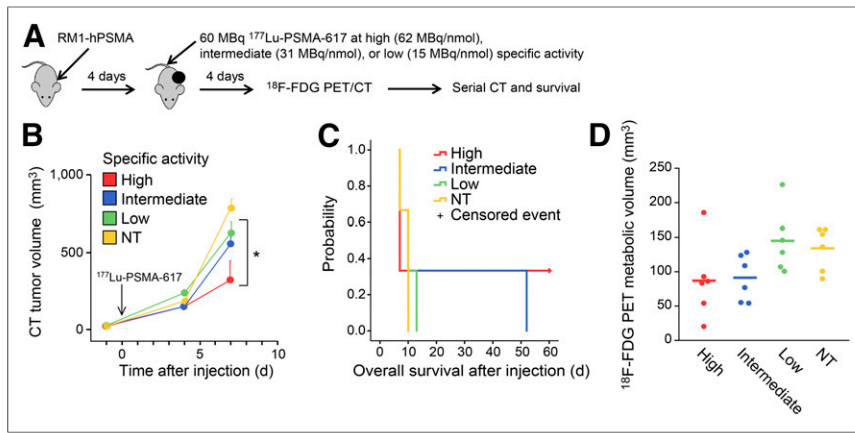 A
RM1-hPSMA
4 days
60 MBq ¹⁷⁷Lu-PSMA-617 at high (62 MBq/nmol),
intermediate (31 MBq/nmol), or low (15 MBq/nmol) specific activity
4 days
¹⁸F-FDG PET/CT
Serial CT and survival
B
Specific activity
High
Intermediate
Low
NT
CT tumor volume (mm³)
1,000
500
0
¹⁷⁷Lu-PSMA-617
*
0 5 10
Time after injection (d)
C
High
Intermediate
Low
NT
+ Censored event
Probability
1.0
0.8
0.6
0.4
0.2
0.0
0 10 20 30 40 50 60
Overall survival after injection (d)
D
¹⁸F-FDG PET metabolic volume (mm³)
250
200
150
100
50
0
High
Intermediate
Low
NT